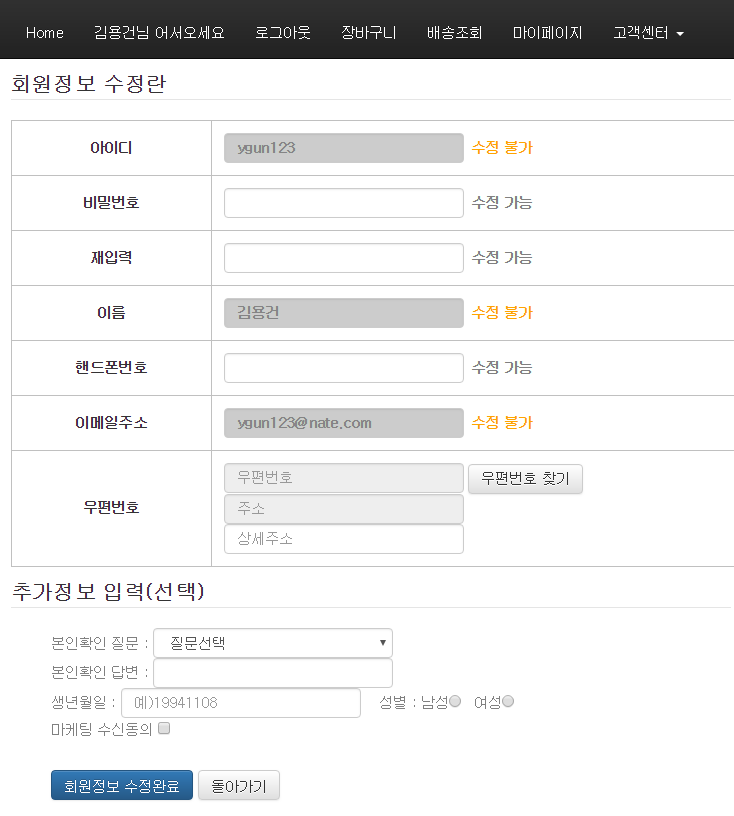 Home 김용건님 어서오세요 로그아웃 장바구니 배송조회 마이페이지 고객센터
회원정보 수정란
아이디 ygun123 수정 불가
비밀번호 수정 가능
재입력 수정 가능
이름 김용건 수정 불가
핸드폰번호 수정 가능
이메일주소 ygun123@nate.com 수정 불가
우편번호 우편번호 우편번호 찾기
주소
상세주소
추가정보 입력(선택)
본인확인 질문 : 질문선택
본인확인 답변 :
생년월일 : 예)19941108 성별 : 남성 여성
마케팅 수신동의
회원정보 수정완료 돌아가기